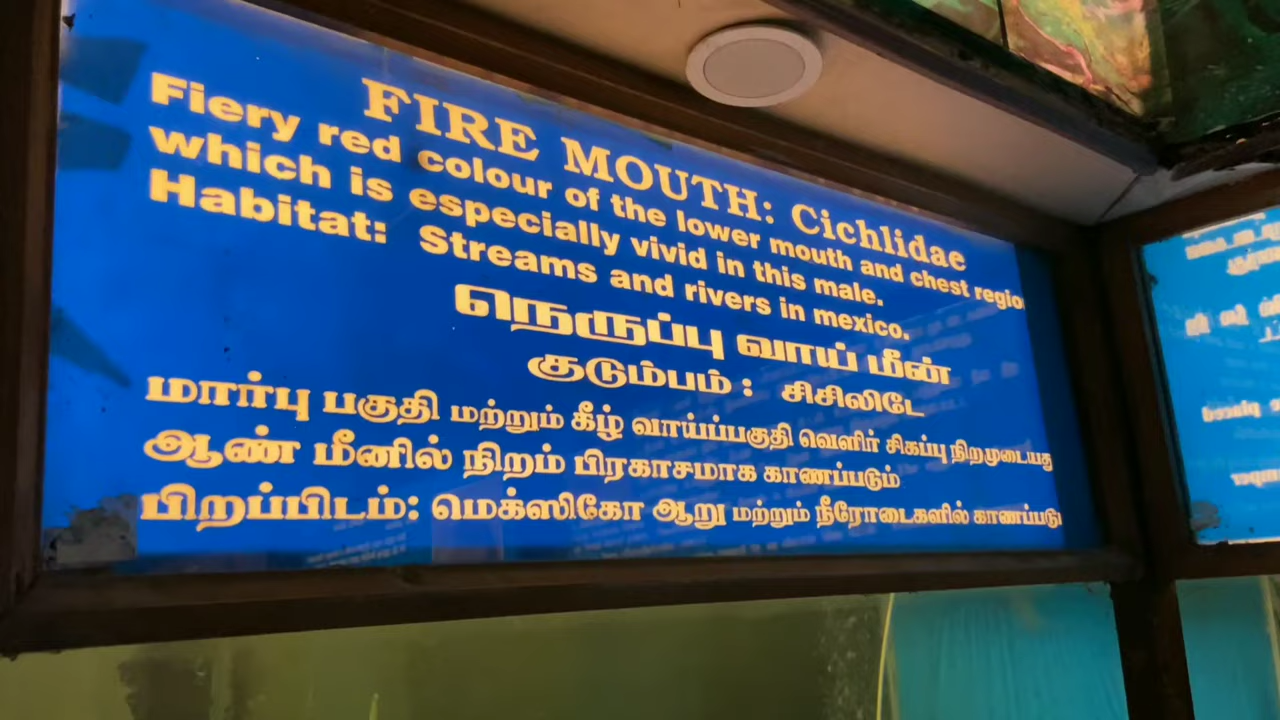 FIRE MOUTH: Cichlidae
Fiery red colour of the lower mouth and chest regio
which is especially vivid in this male.
Habitat: Streams and rivers in mexico.
நெருப்பு வாய் மீன்
குடும்பம் : சிசிலிடே
மார்பு பகுதி மற்றும் கீழ் வாய்ப்பகுதி வெளிர் சிகப்பு நிறமுடையது
ஆண் மீனில் நிறம் பிரகாசமாக காணப்படும்
பிறப்பிடம்: மெக்ஸிகோ ஆறு மற்றும் நீரோடைகளில் காணப்படு